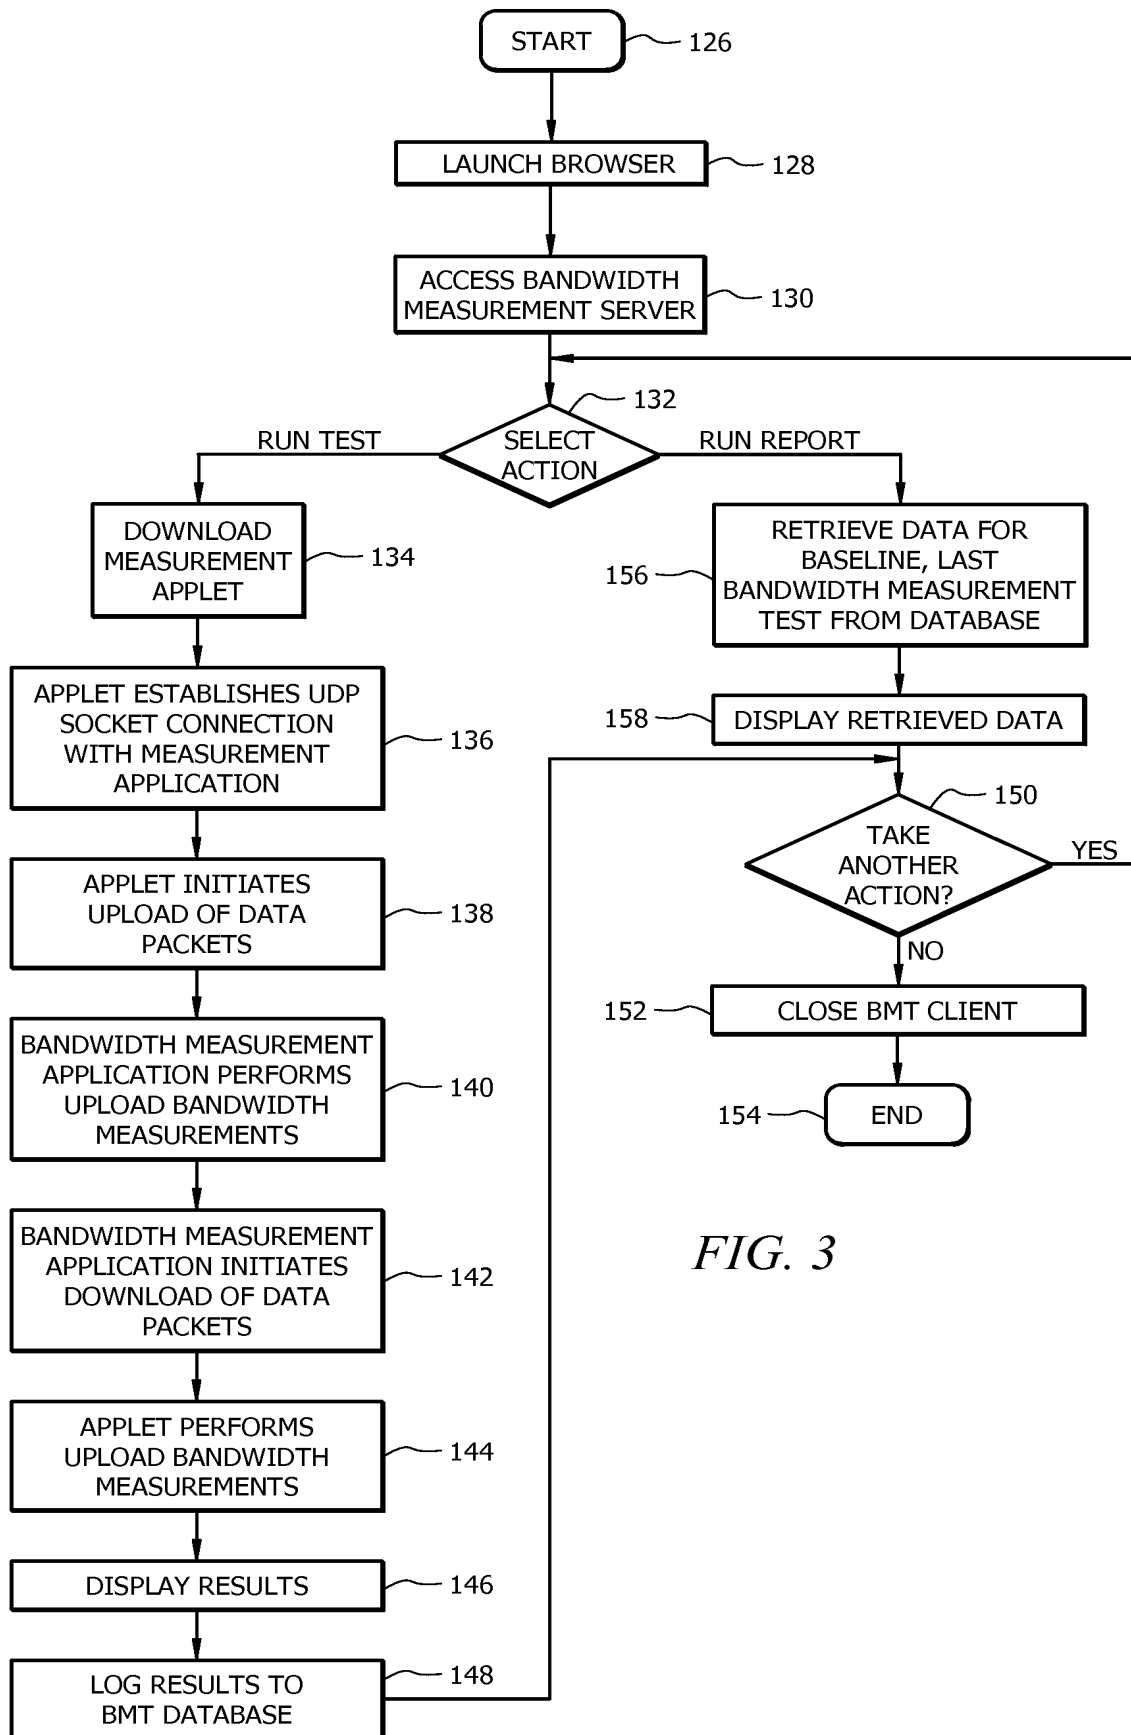 START
126
LAUNCH BROWSER
128
ACCESS BANDWIDTH
MEASUREMENT SERVER
130
132
SELECT
ACTION
RUN TEST
RUN REPORT
DOWNLOAD
MEASUREMENT
APPLET
134
APPLET ESTABLISHES UDP
SOCKET CONNECTION
WITH MEASUREMENT
APPLICATION
136
APPLET INITIATES
UPLOAD OF DATA
PACKETS
138
BANDWIDTH MEASUREMENT
APPLICATION PERFORMS
UPLOAD BANDWIDTH
MEASUREMENTS
140
BANDWIDTH MEASUREMENT
APPLICATION INITIATES
DOWNLOAD OF DATA
PACKETS
142
APPLET PERFORMS
UPLOAD BANDWIDTH
MEASUREMENTS
144
DISPLAY RESULTS
146
LOG RESULTS TO
BMT DATABASE
148
156
RETRIEVE DATA FOR
BASELINE, LAST
BANDWIDTH MEASUREMENT
TEST FROM DATABASE
158
DISPLAY RETRIEVED DATA
150
TAKE
ANOTHER
ACTION?
YES
NO
152
CLOSE BMT CLIENT
154
END
FIG. 3